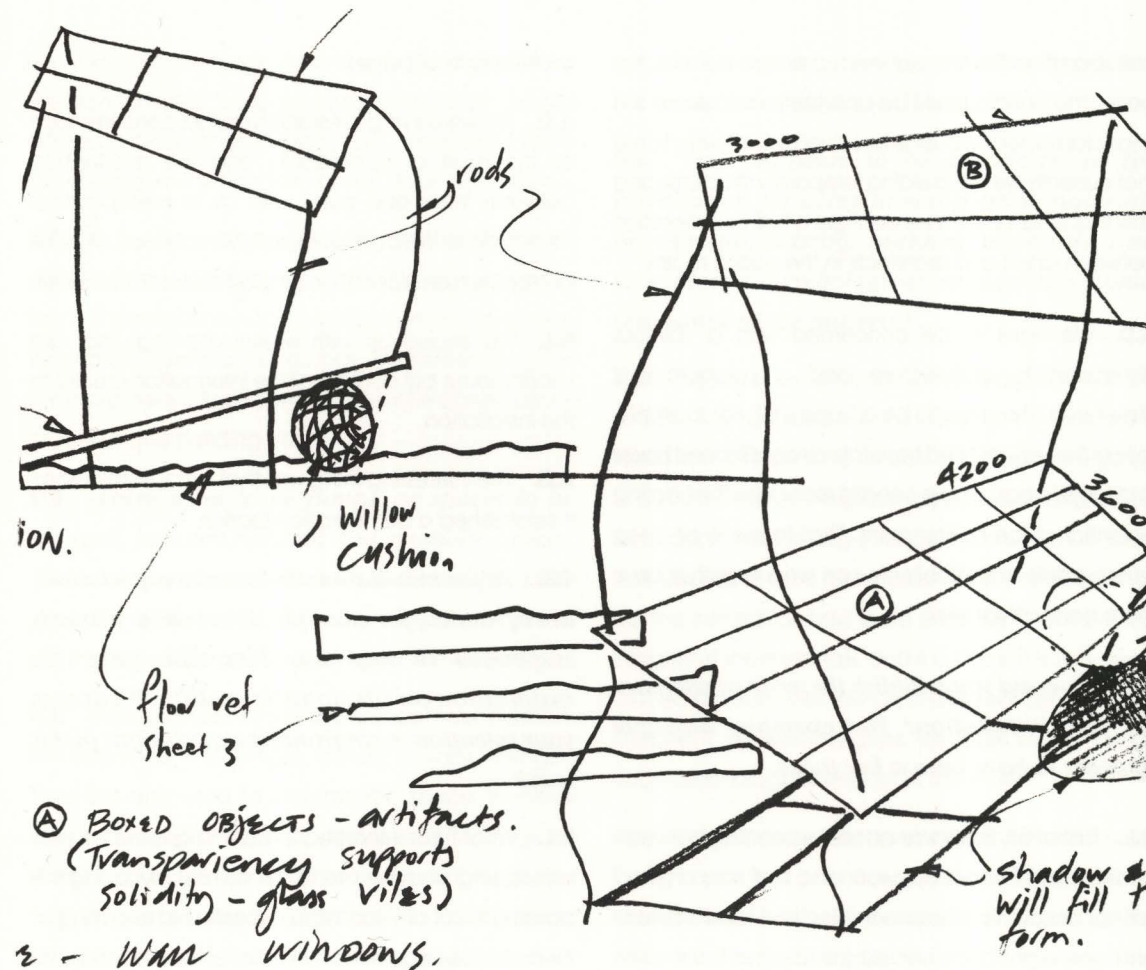 rods
3000
B
4200
3600
A
ION.
Willow
Cushion
floor ref
sheet 3
A BOXED OBJECTS - artifacts.
(Transpariency supports
solidity - glass viles)
- Wall WINDOWS.
shadow
will fill
form.